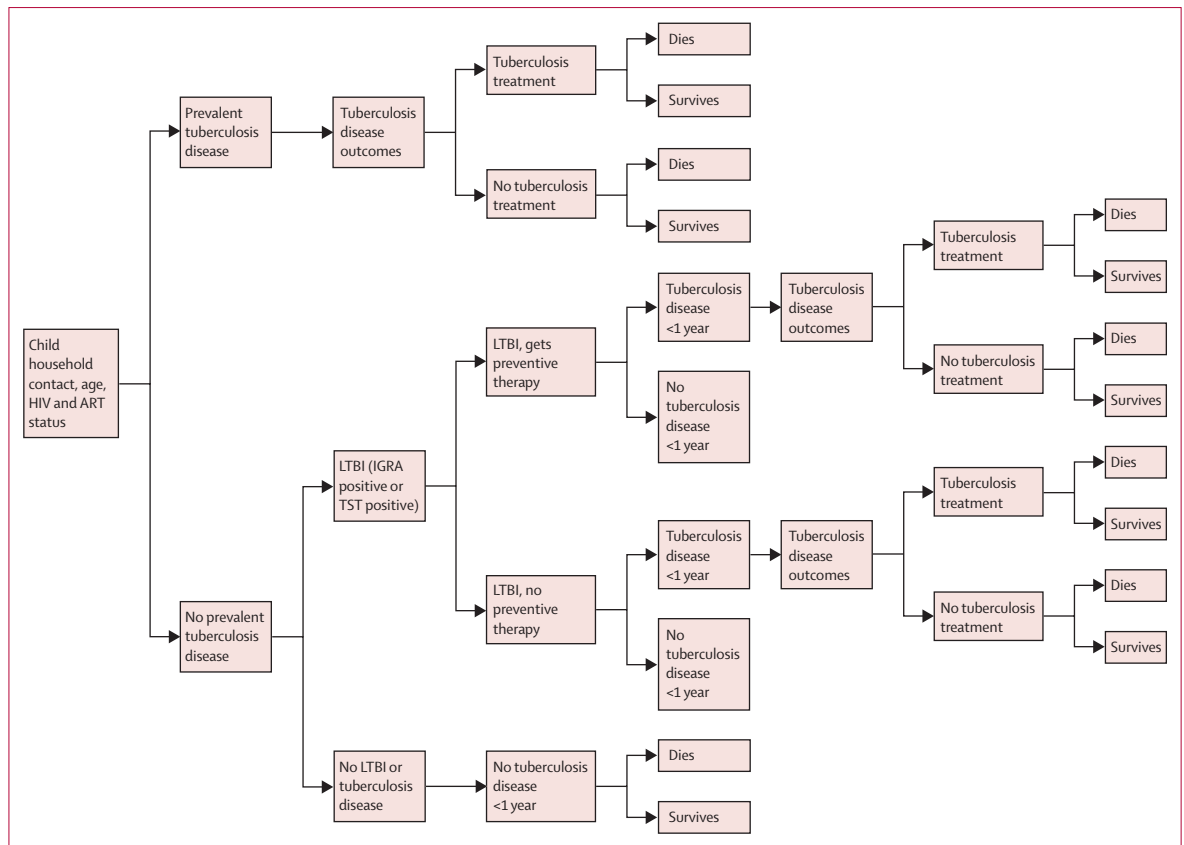 Child
household
contact, age,
HIV and ART
status
Prevalent
tuberculosis
disease
Tuberculosis
disease
outcomes
Tuberculosis
treatment
Dies
Survives
No tuberculosis
treatment
Dies
Survives
No prevalent
tuberculosis
disease
LTBI (IGRA
positive or
TST positive)
LTBI, gets
preventive
therapy
Tuberculosis
disease
<1 year
Tuberculosis
disease
outcomes
Tuberculosis
treatment
Dies
Survives
No tuberculosis
treatment
Dies
Survives
No
tuberculosis
disease
<1 year
LTBI, no
preventive
therapy
Tuberculosis
disease
<1 year
Tuberculosis
disease
outcomes
Tuberculosis
treatment
Dies
Survives
No tuberculosis
treatment
Dies
Survives
No
tuberculosis
disease
<1 year
No LTBI or
tuberculosis
disease
No tuberculosis
disease
<1 year
Dies
Survives